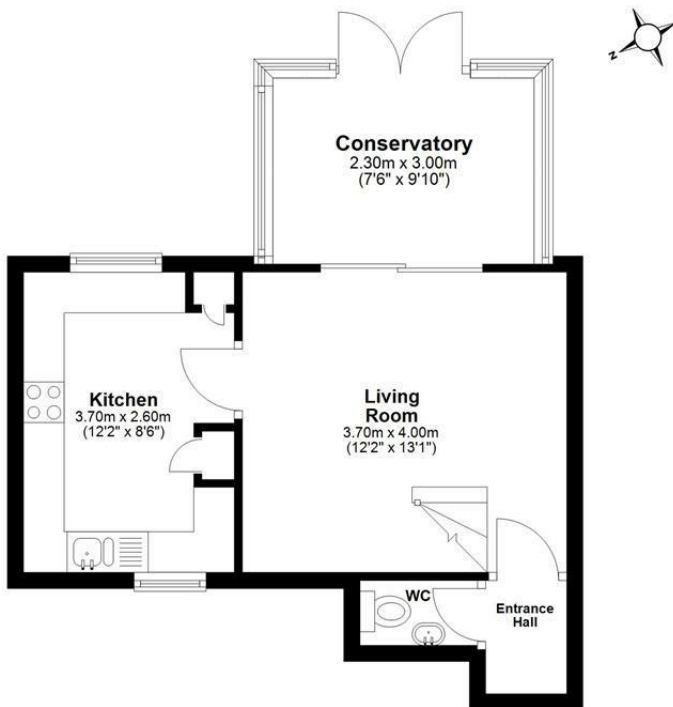 N
Conservatory
2.30m x 3.00m
(7'6" x 9'10")
Kitchen
3.70m x 2.60m
(12'2" x 8'6")
Living
Room
3.70m x 4.00m
(12'2" x 13'1")
WC
Entrance
Hall